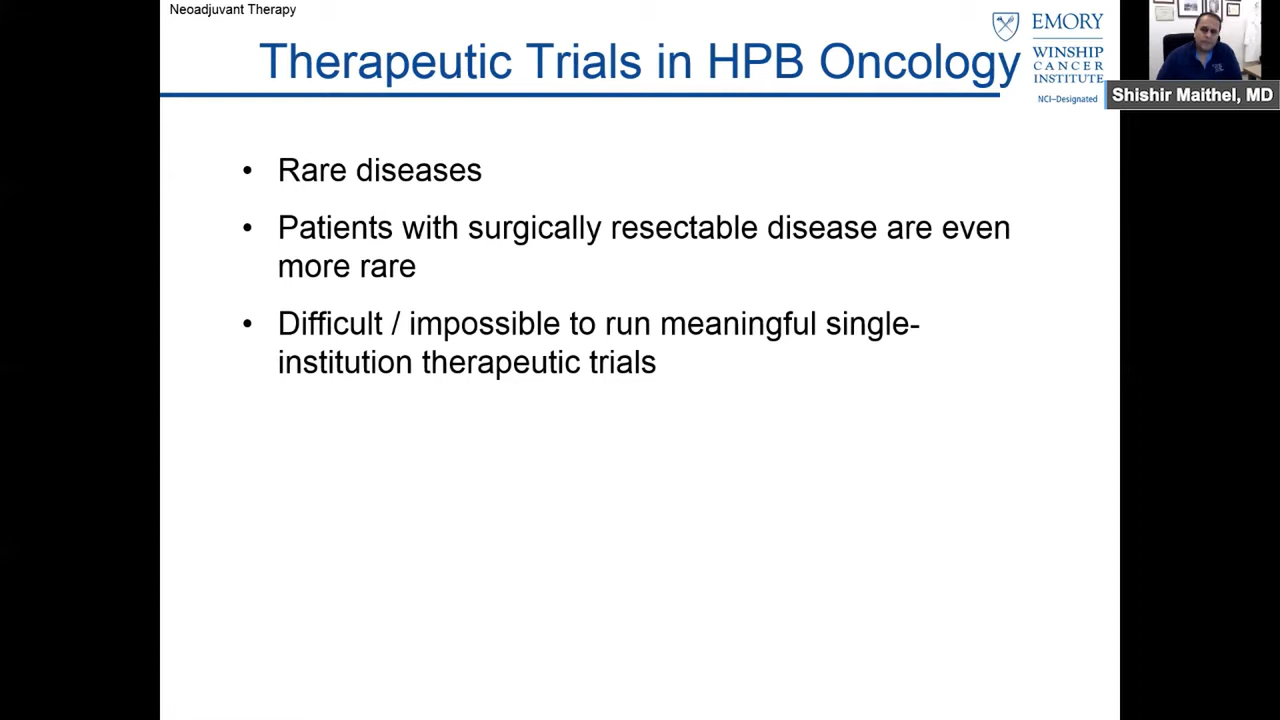 Neoadjuvant Therapy
Therapeutic Trials in HPB Oncology
EMORY
WINSHIP
CANCER
INSTITUTE
NCI–Designated
Shishir Maithel, MD
• Rare diseases
• Patients with surgically resectable disease are even
more rare
• Difficult / impossible to run meaningful single-
institution therapeutic trials